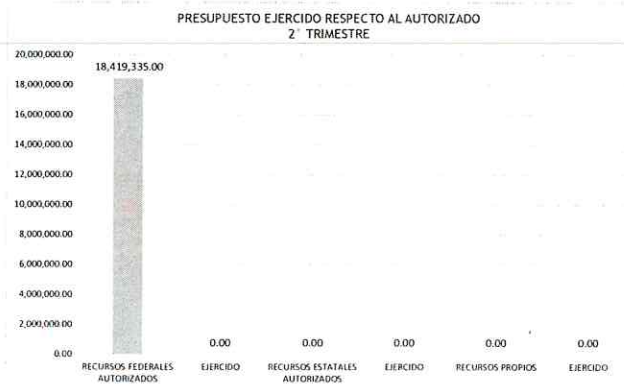 PRESUPUESTO EJERCIDO RESPECTO AL AUTORIZADO
2° TRIMESTRE
20,000,000.00
18,419,335.00
18,000,000.00
16,000,000.00
14,000,000.00
12,000,000.00
10,000,000.00
8,000,000.00
6,000,000.00
4,000,000.00
2,000,000.00
0.00
0.00 0.00 0.00 0.00 0.00
RECURSOS FEDERALES AUTORIZADOS
EJERCIDO
RECURSOS ESTATALES AUTORIZADOS
EJERCIDO
RECURSOS PROPIOS
EJERCIDO